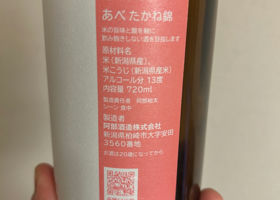 あべ たかね錦
米の旨味と酸を軸に
飲み飽きしない酒を目指します
原材料名
米(新潟県産)、
米こうじ(新潟県産米)
アルコール分 13度
内容量 720ml
製造責任者 阿部裕太
シーン 食中
製造者
阿部酒造株式会社
新潟県柏崎市大字安田
3560番地
お酒は20歳になってから